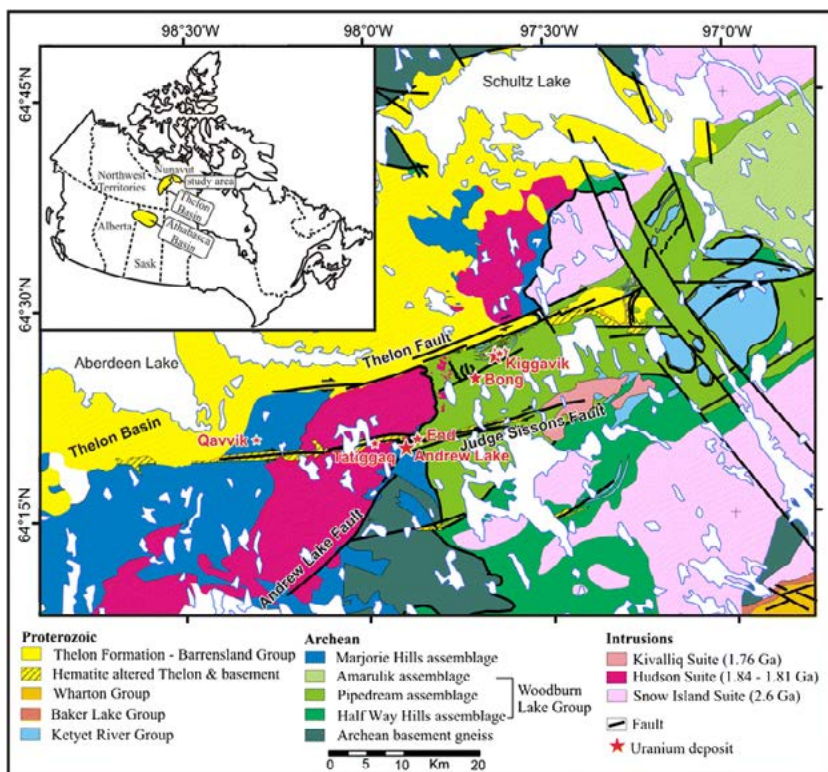 98°30'W
98°00'W
97°30'W
97°00'W
64°45'N
64°30'N
64°15'N
Nunavut
Northwest
Territories
study area
Thelon
Basin
Alberta
Athabasca
Basin
Sask
Schultz Lake
Aberdeen Lake
Thelon Fault
Kiggavik
Bong
Thelon Basin
Qavvik
End
Judge Sissons Fault
Tatiggaq
Andrew Lake
Andrew Lake Fault
Proterozoic
Thelon Formation - Barrensland Group
Hematite altered Thelon & basement
Wharton Group
Baker Lake Group
Ketyet River Group
Archean
Marjorie Hills assemblage
Amarulik assemblage
Pipedream assemblage
Half Way Hills assemblage
Archean basement gneiss
Woodburn
Lake Group
0 5 10 Km 20
Intrusions
Kivalliq Suite (1.76 Ga)
Hudson Suite (1.84 - 1.81 Ga)
Snow Island Suite (2.6 Ga)
Fault
Uranium deposit